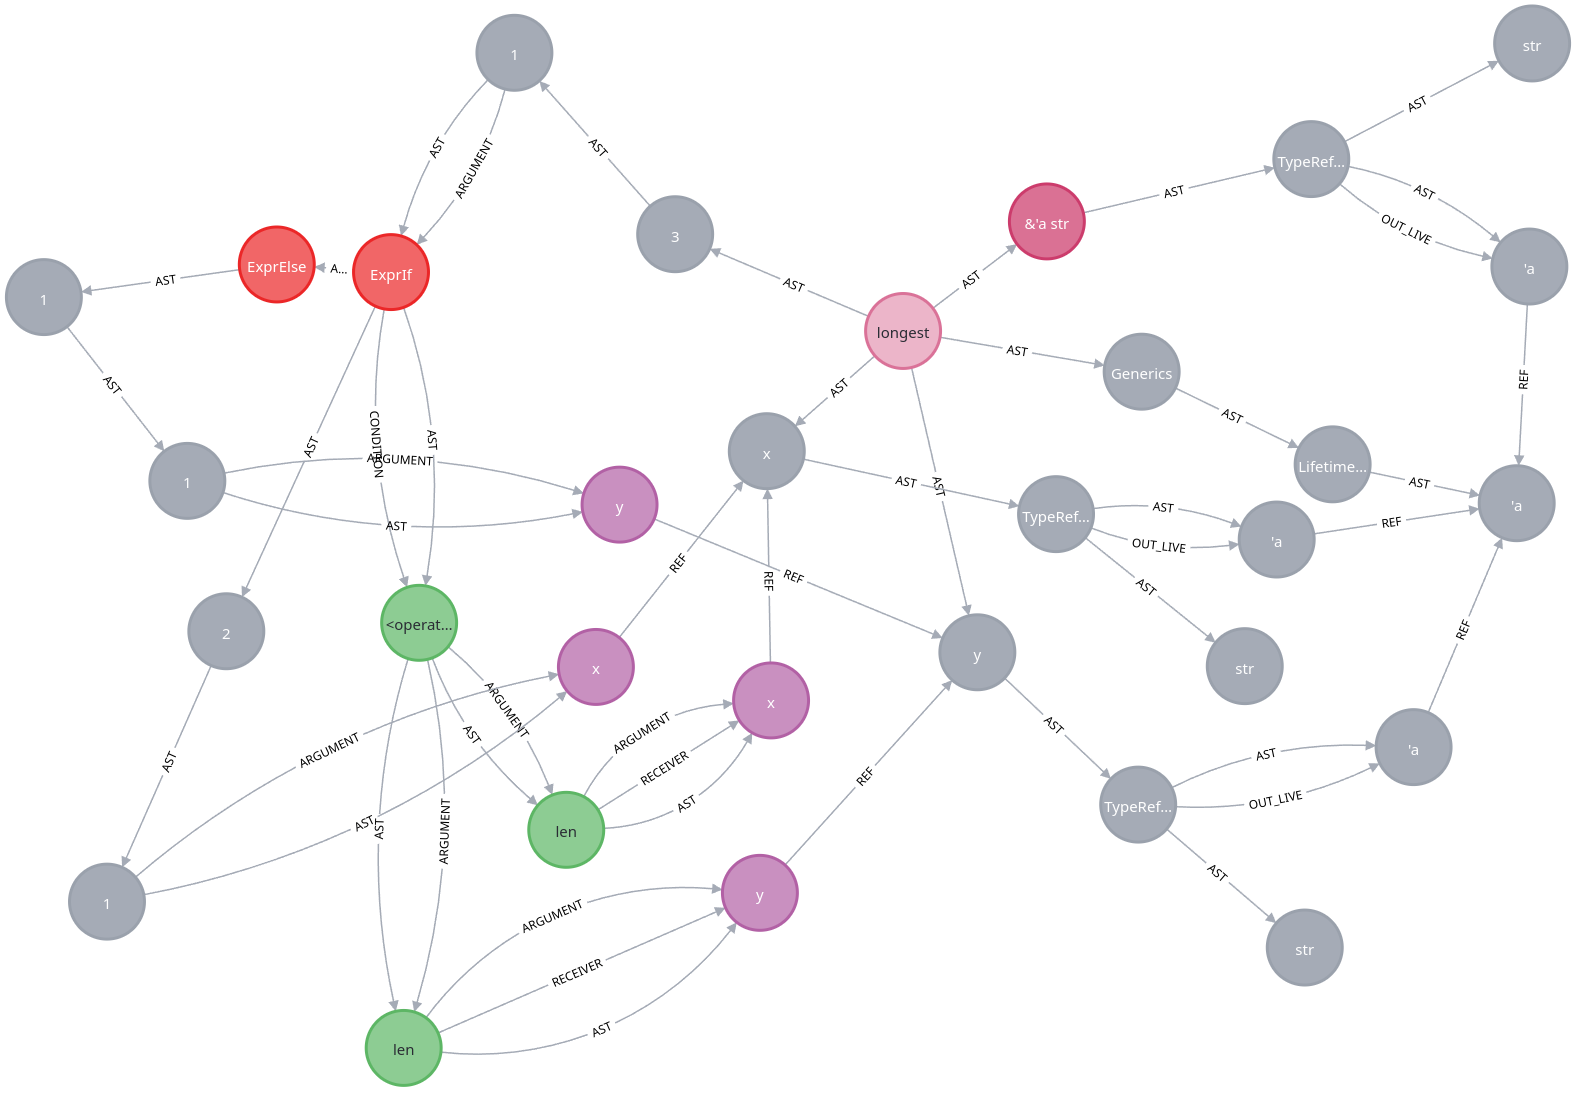 str
1
AST
AST
AST
ARGUMENT
TypeRef...
AST
AST
OUT_LIVE
&'a str
3
ExprElse
A...
ExprIf
'a
AST
1
AST
AST
longest
AST
Generics
AST
REF
AST
AST
CONDITION
AST
AST
x
AST
Lifetime...
AST
ARGUMENT
1
AST
AST
y
AST
TypeRef...
AST
OUT_LIVE
'a
REF
'a
REF
REF
REF
AST
<operat...
2
x
y
str
REF
ARGUMENT
AST
x
ARGUMENT
RECEIVER
AST
AST
'a
AST
OUT_LIVE
TypeRef...
ARGUMENT
AST
AST
AST
ARGUMENT
len
REF
AST
1
y
ARGUMENT
RECEIVER
AST
str
len